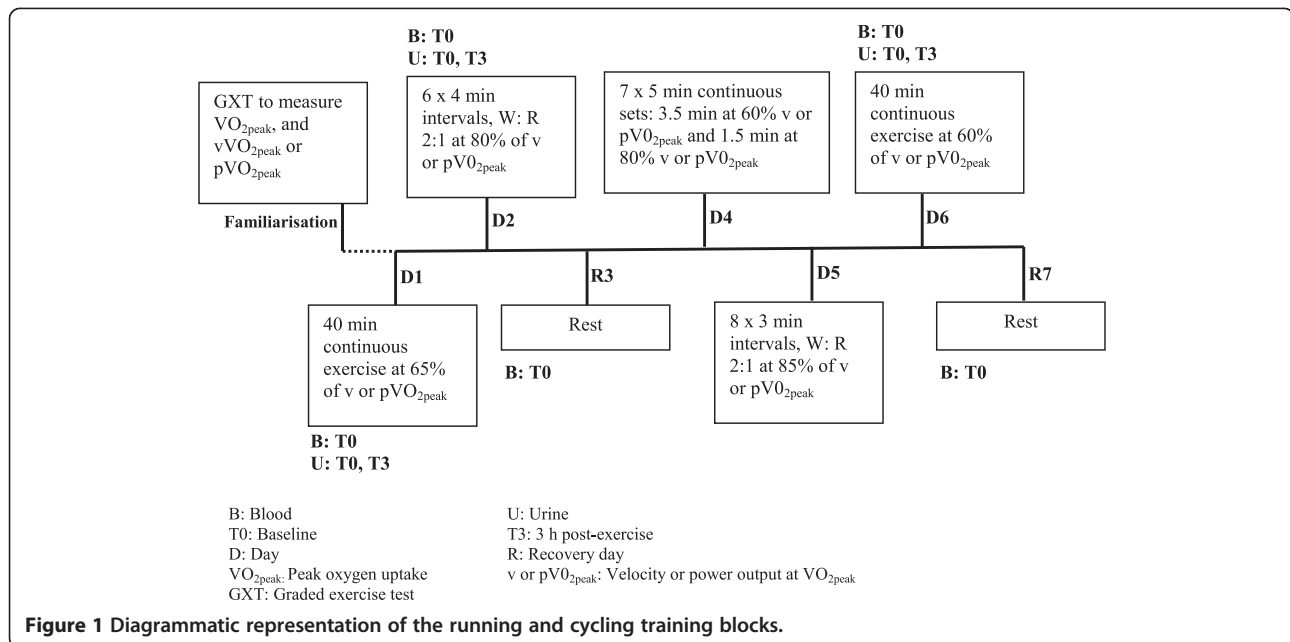 B: T0
U: T0, T3
B: T0
U: T0, T3
GXT to measure
VO2peak, and
vVO2peak or
pVO2peak
6 x 4 min
intervals, W: R
2:1 at 80% of v
or pV02peak
7 x 5 min continuous
sets: 3.5 min at 60% v or
pV02peak and 1.5 min at
80% v or pV02peak
40 min
continuous
exercise at 60%
of v or pV02peak
Familiarisation
D2
D4
D6
D1
R3
D5
R7
40 min
continuous
exercise at 65%
of v or pVO2peak
Rest
8 x 3 min
intervals, W: R
2:1 at 85% of v
or pV02peak
Rest
B: T0
B: T0
B: T0
U: T0, T3
B: Blood
T0: Baseline
D: Day
VO2peak: Peak oxygen uptake
GXT: Graded exercise test
U: Urine
T3: 3 h post-exercise
R: Recovery day
v or pV02peak: Velocity or power output at VO2peak
Figure 1 Diagrammatic representation of the running and cycling training blocks.